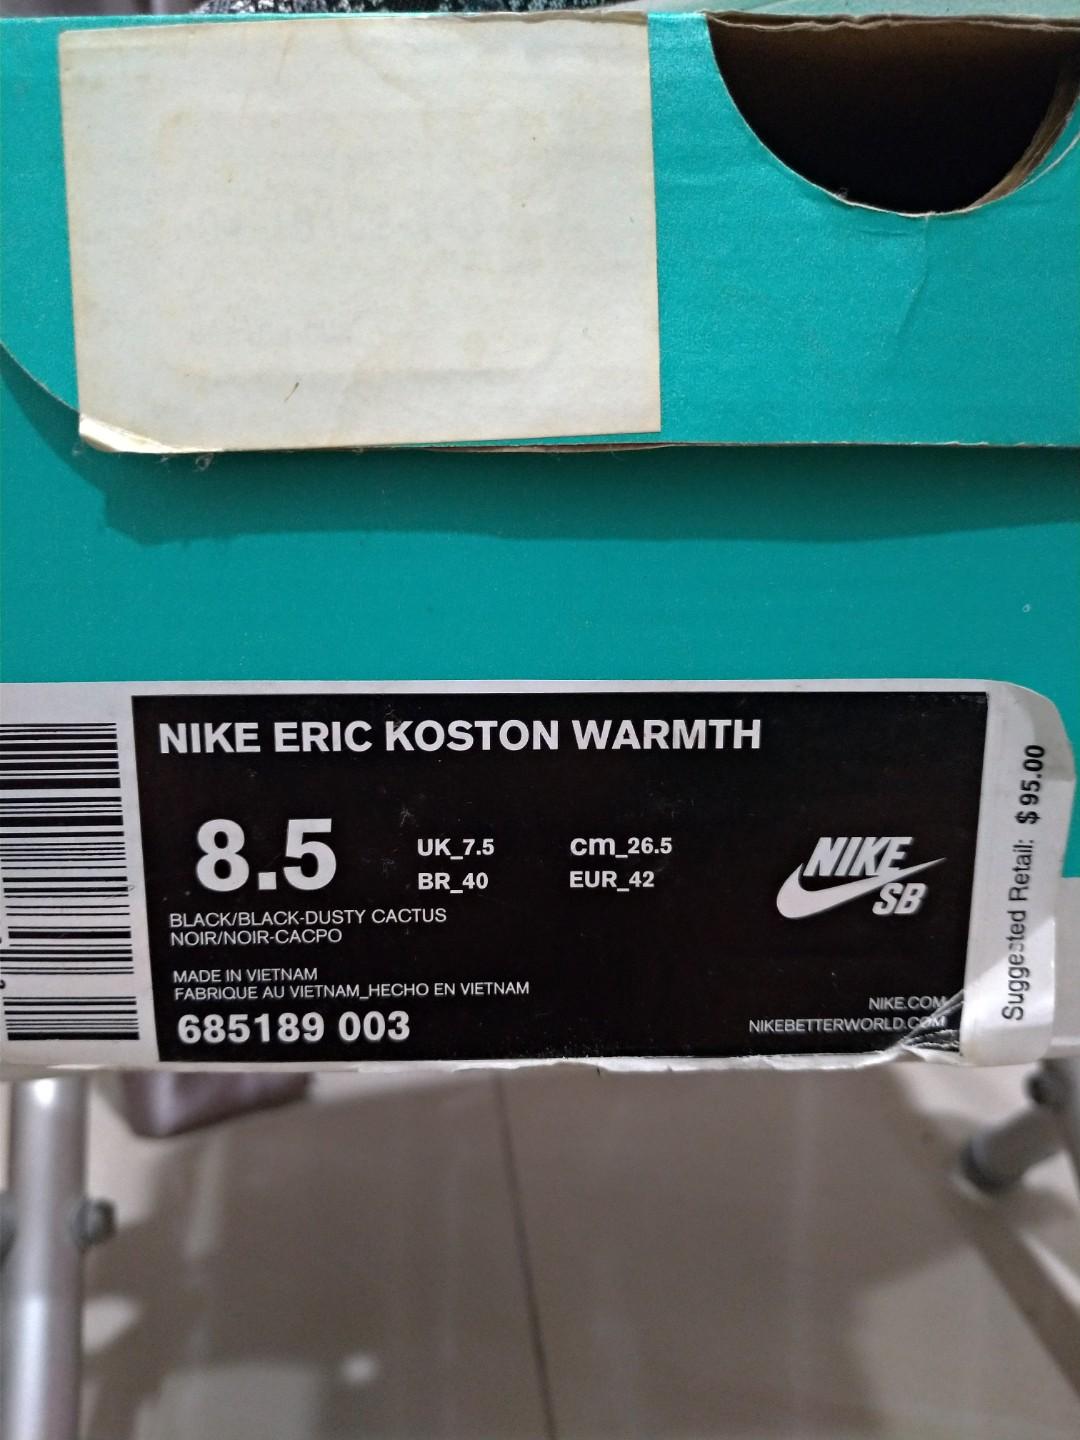 NIKE ERIC KOSTON WARMTH
8.5
UK_7.5
cm_26.5
BR_40
EUR_42
BLACK/BLACK-DUSTY CACTUS
NOIR/NOIR-CACPO
MADE IN VIETNAM
FABRIQUE AU VIETNAM_HECHO EN VIETNAM
685189 003
NIKE
SB
NIKE.COM
NIKEBETTERWORLD.COM
Suggested Retail: $ 95.00